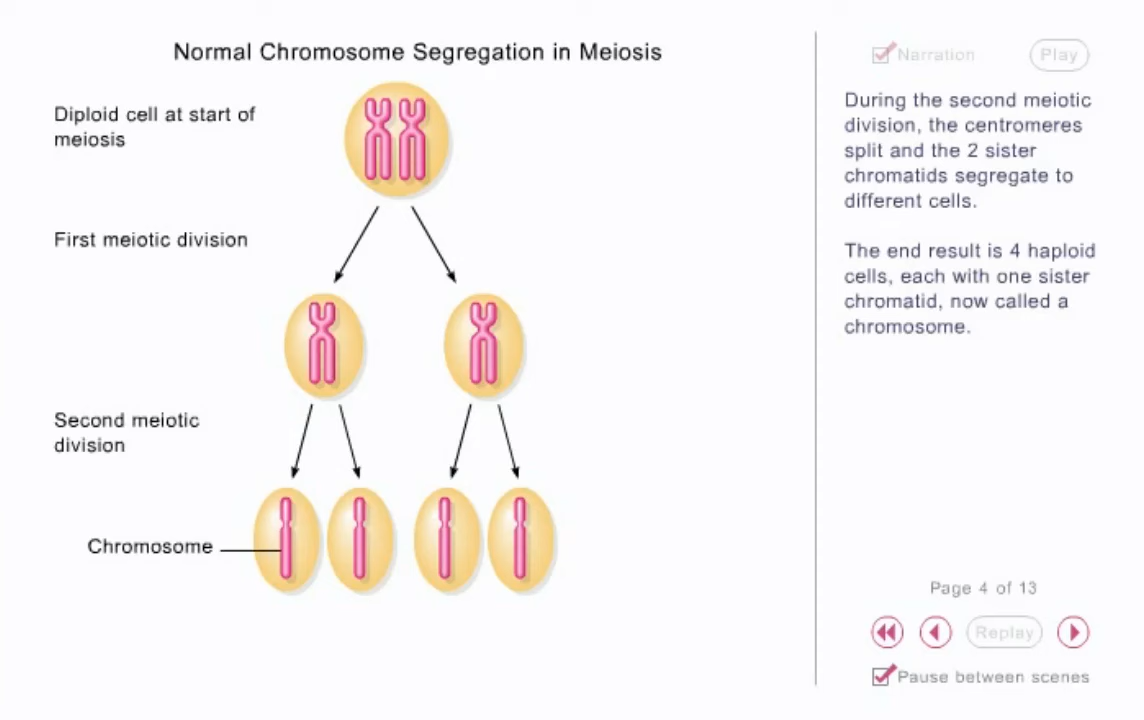 Normal Chromosome Segregation in Meiosis
Diploid cell at start of
meiosis
First meiotic division
Second meiotic
division
Chromosome
Narration
Play
During the second meiotic
division, the centromeres
split and the 2 sister
chromatids segregate to
different cells.
The end result is 4 haploid
cells, each with one sister
chromatid, now called a
chromosome.
Page 4 of 13
Replay
Pause between scenes